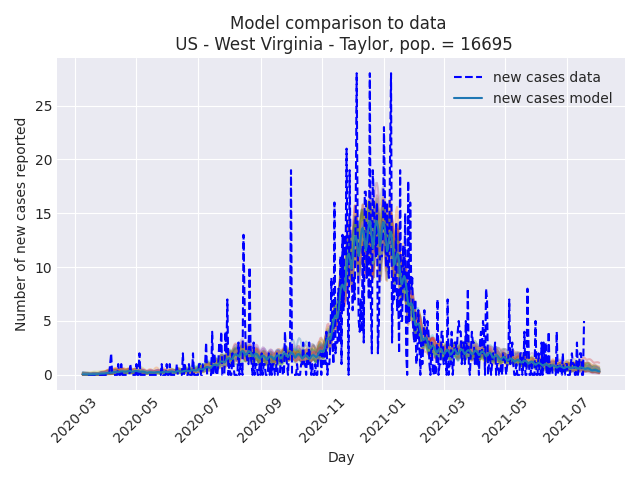 Model comparison to data
US - West Virginia - Taylor, pop. = 16695
new cases data
new cases model
Number of new cases reported
25
20
15
10
5
0
2020-03
2020-05
2020-07
2020-09
2020-11
2021-01
2021-03
2021-05
2021-07
Day